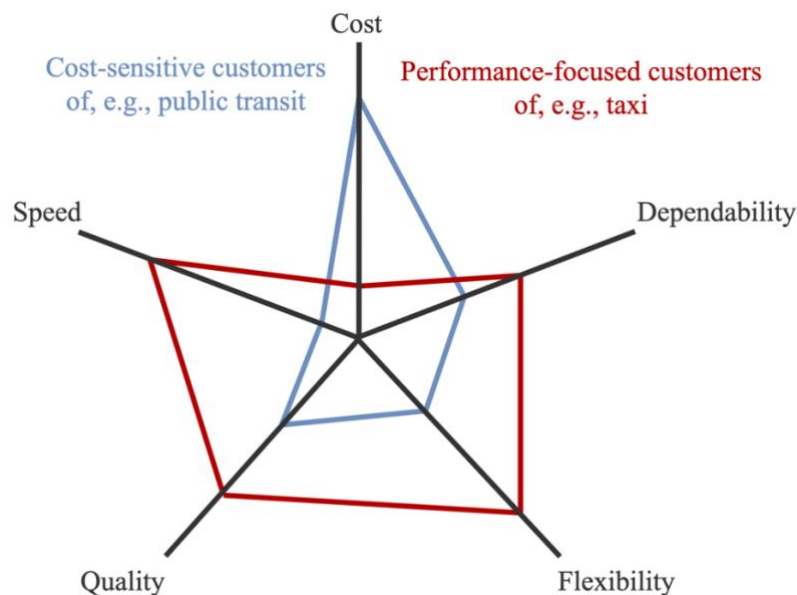 Cost
Cost-sensitive customers
of, e.g., public transit
Performance-focused customers
of, e.g., taxi
Speed
Dependability
Quality
Flexibility